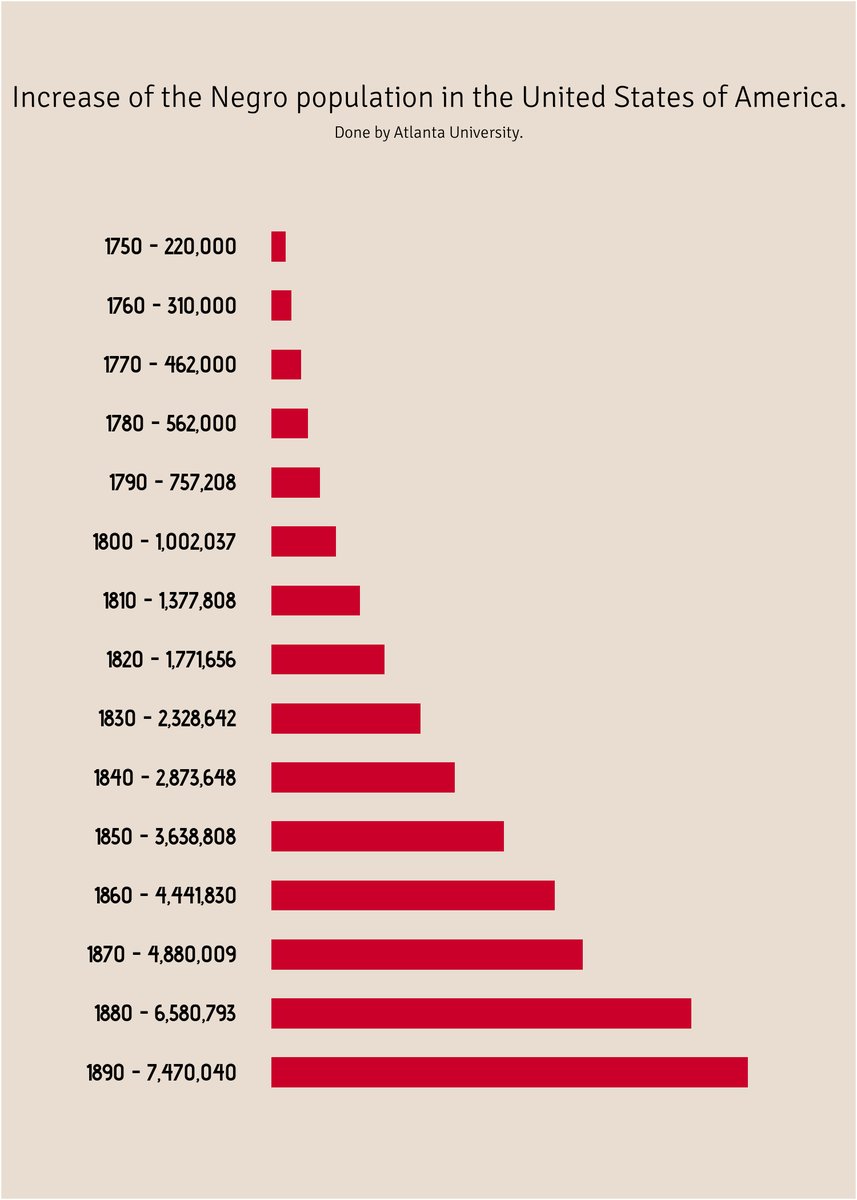 Increase of the Negro population in the United States of America.
Done by Atlanta University.
1750 - 220,000
1760 - 310,000
1770 - 462,000
1780 - 562,000
1790 - 757,208
1800 - 1,002,037
1810 - 1,377,808
1820 - 1,771,656
1830 - 2,328,642
1840 - 2,873,648
1850 - 3,638,808
1860 - 4,441,830
1870 - 4,880,009
1880 - 6,580,793
1890 - 7,470,040